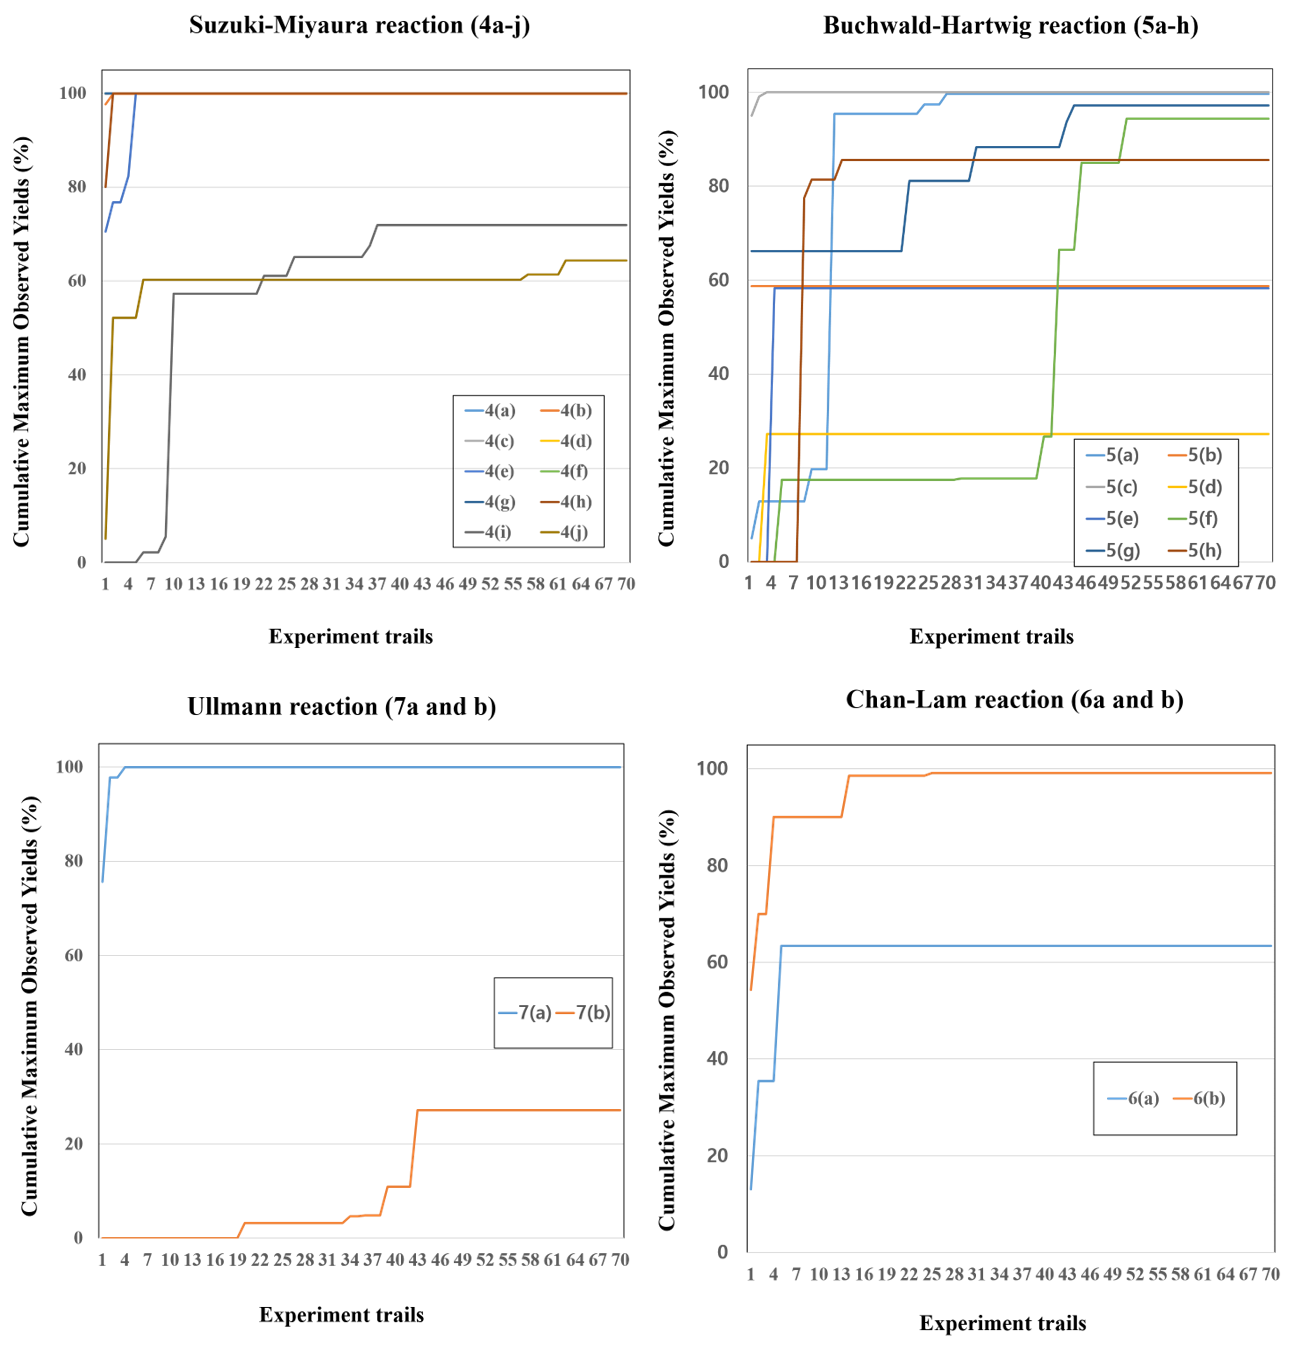 Suzuki-Miyaura reaction (4a-j)
Cumulative Maximum Observed Yields (%)
100
80
60
40
20
0
4(a) 4(b)
4(c) 4(d)
4(e) 4(f)
4(g) 4(h)
4(i) 4(j)
1 4 7 10 13 16 19 22 25 28 31 34 37 40 43 46 49 52 55 58 61 64 67 70
Experiment trails
Buchwald-Hartwig reaction (5a-h)
Cumulative Maximum Observed Yields (%)
100
80
60
40
20
0
5(a) 5(b)
5(c) 5(d)
5(e) 5(f)
5(g) 5(h)
1 4 7 10 13 16 19 22 25 28 31 34 37 40 43 46 49 52 55 58 61 64 67 70
Experiment trails
Ullmann reaction (7a and b)
Cumulative Maximum Observed Yields (%)
100
80
60
40
20
0
7(a) 7(b)
1 4 7 10 13 16 19 22 25 28 31 34 37 40 43 46 49 52 55 58 61 64 67 70
Experiment trails
Chan-Lam reaction (6a and b)
Cumulative Maximum Observed Yields (%)
100
80
60
40
20
0
6(a) 6(b)
1 4 7 10 13 16 19 22 25 28 31 34 37 40 43 46 49 52 55 58 61 64 67 70
Experiment trails